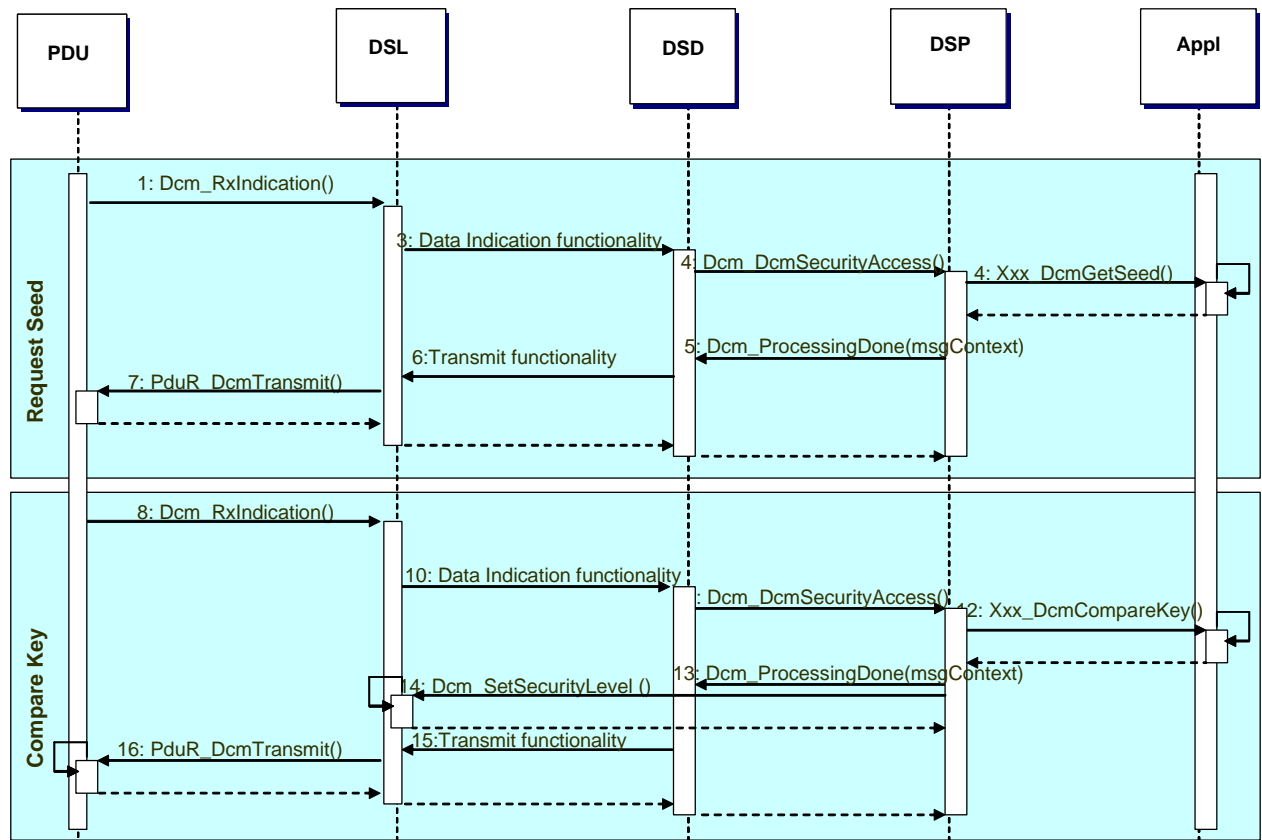 PDU
DSL
DSD
DSP
Appl
Request Seed
1: Dcm_RxIndication()
3: Data Indication functionality
4: Dcm_DcmSecurityAccess()
4: Xxx_DcmGetSeed()
5: Dcm_ProcessingDone(msgContext)
6:Transmit functionality
7: PduR_DcmTransmit()
Compare Key
8: Dcm_RxIndication()
10: Data Indication functionality
: Dcm_DcmSecurityAccess()
12: Xxx_DcmCompareKey()
13: Dcm_ProcessingDone(msgContext)
14: Dcm_SetSecurityLevel ()
15:Transmit functionality
16: PduR_DcmTransmit()